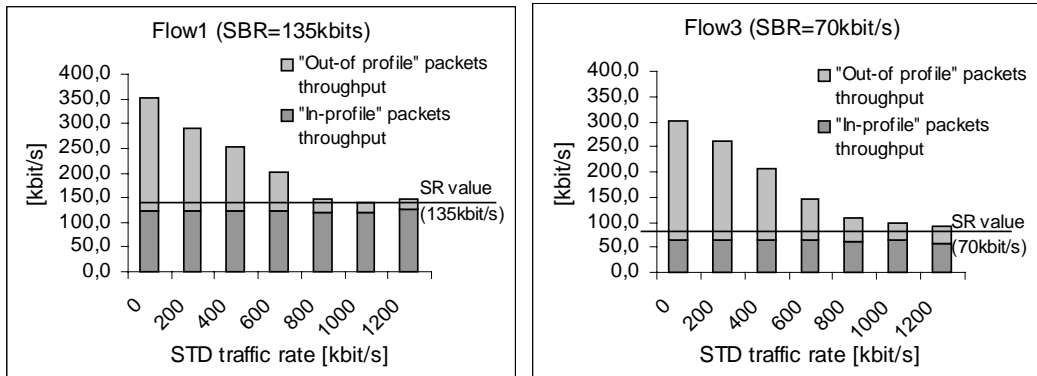 Flow1 (SBR=135kbits)
"Out-of profile" packets
throughput
"In-profile" packets
throughput
[kbit/s]
400,0
350,0
300,0
250,0
200,0
150,0
100,0
50,0
0,0
SR value
(135kbit/s)
0
200
400
600
800
1000
1200
STD traffic rate [kbit/s]
Flow3 (SBR=70kbit/s)
"Out-of profile" packets
throughput
"In-profile" packets
throughput
[kbit/s]
400,0
350,0
300,0
250,0
200,0
150,0
100,0
50,0
0,0
SR value
(70kbit/s)
0
200
400
600
800
1000
1200
STD traffic rate [kbit/s]